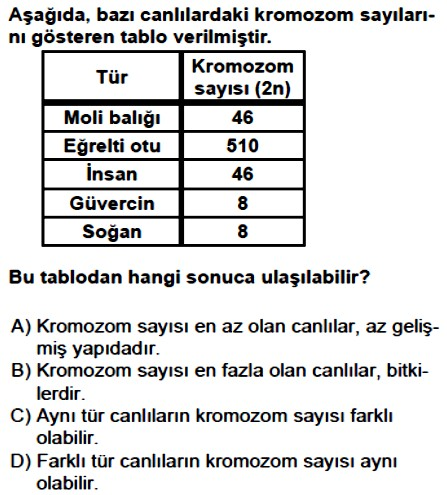 Aşağıda, bazı canlılardaki kromozom sayıları-
nı gösteren tablo verilmiştir.
Tür Kromozom
sayısı (2n)
Moli balığı 46
Eğrelti otu 510
İnsan 46
Güvercin 8
Soğan 8
Bu tablodan hangi sonuca ulaşılabilir?
A) Kromozom sayısı en az olan canlılar, az geliş-
miş yapıdadır.
B) Kromozom sayısı en fazla olan canlılar, bitki-
lerdir.
C) Aynı tür canlıların kromozom sayısı farklı
olabilir.
D) Farklı tür canlıların kromozom sayısı aynı
olabilir.